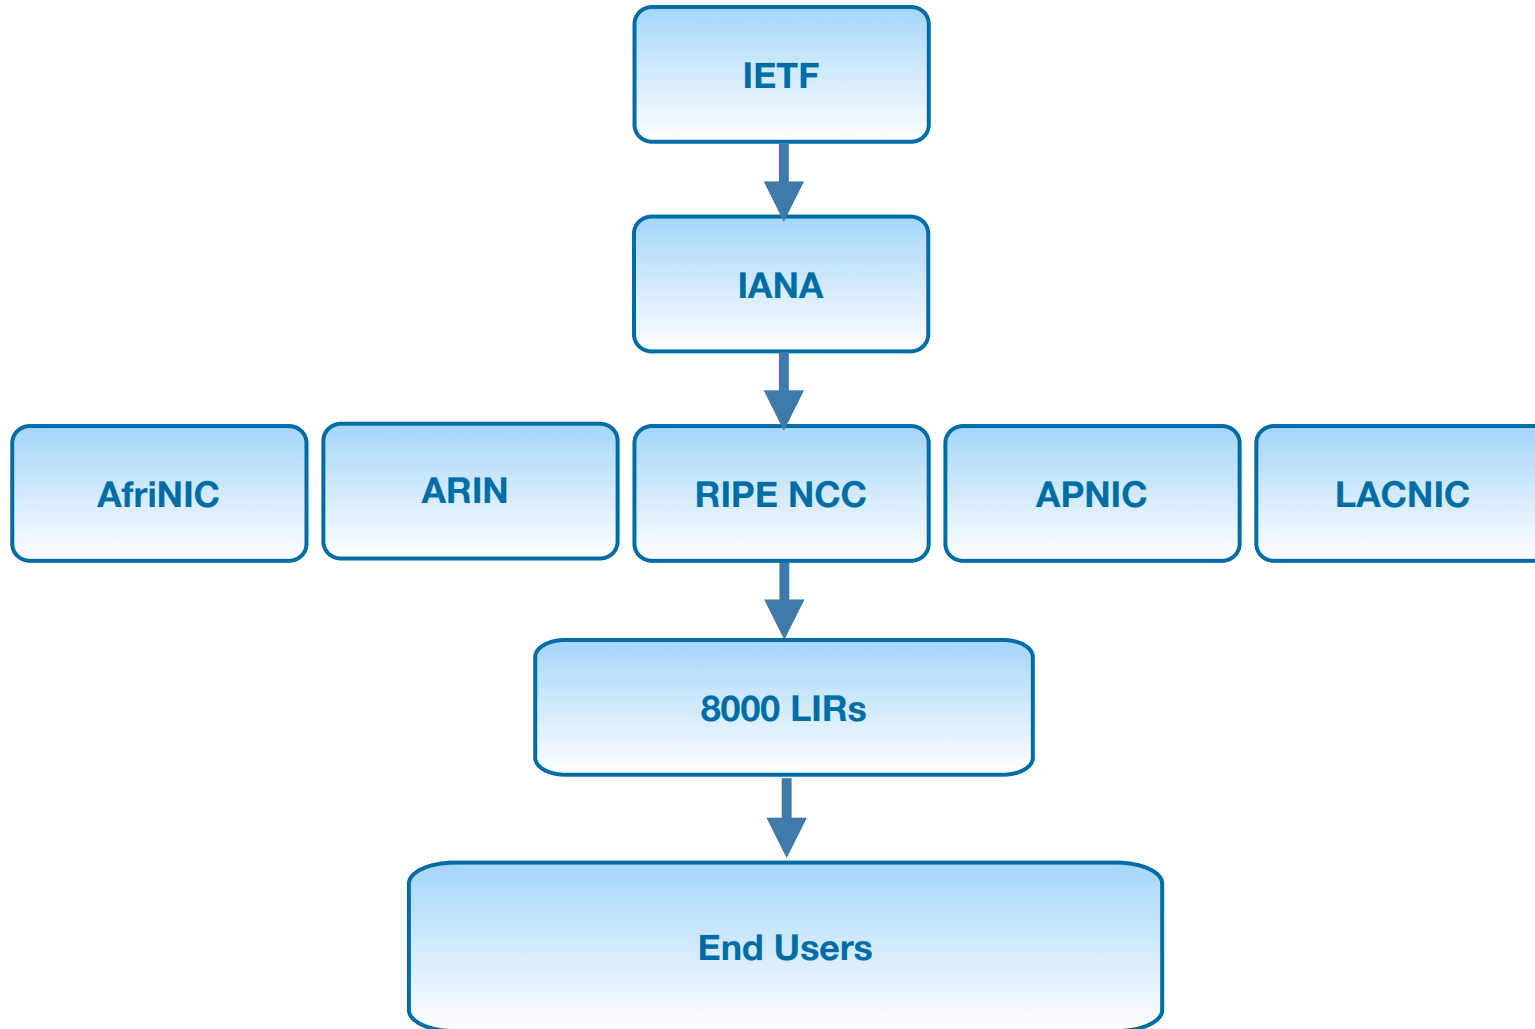 IETF
IANA
AfriNIC
ARIN
RIPE NCC
APNIC
LACNIC
8000 LIRs
End Users